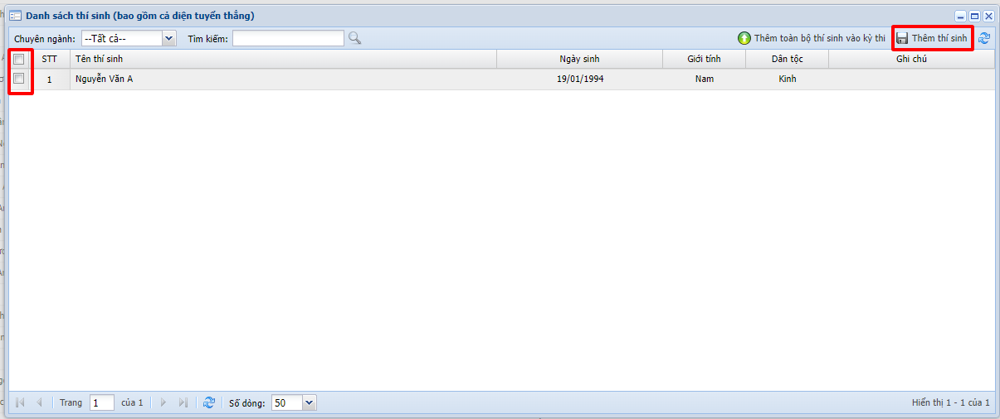 Danh sách thí sinh (bao gồm cả diện tuyển thẳng)
Chuyên ngành: --Tất cả-- Tìm kiếm: Thêm toàn bộ thí sinh vào kỳ thi Thêm thí sinh
STT Tên thí sinh Ngày sinh Giới tính Dân tộc Ghi chú
1 Nguyễn Văn A 19/01/1994 Nam Kinh
Trang 1 của 1 Số dòng: 50 Hiển thị 1 - 1 của 1